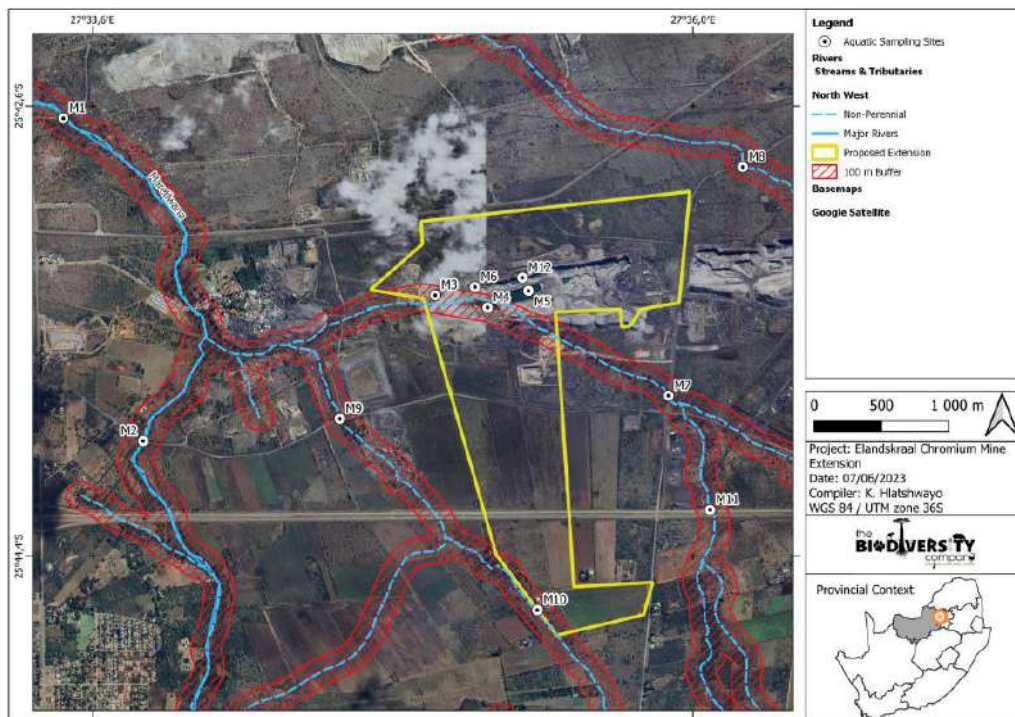 27°33,6'E
27°36,0'E
25°42,6'S
25°44,4'S
M1
M8
M12
M6
M3
M4
M5
M7
M9
M2
M11
M10
Legend
Aquatic Sampling Sites
Rivers
Streams & Tributaries
North West
Non-Perennial
Major Rivers
Proposed Extension
100 m Buffer
Basemaps
Google Satellite
0 500 1 000 m
Project: Elandskraal Chromium Mine
Extension
Date: 07/06/2023
Compiler: K. Hlatshwayo
WGS 84 / UTM zone 36S
the
BIODIVERSITY
company
Provincial Context